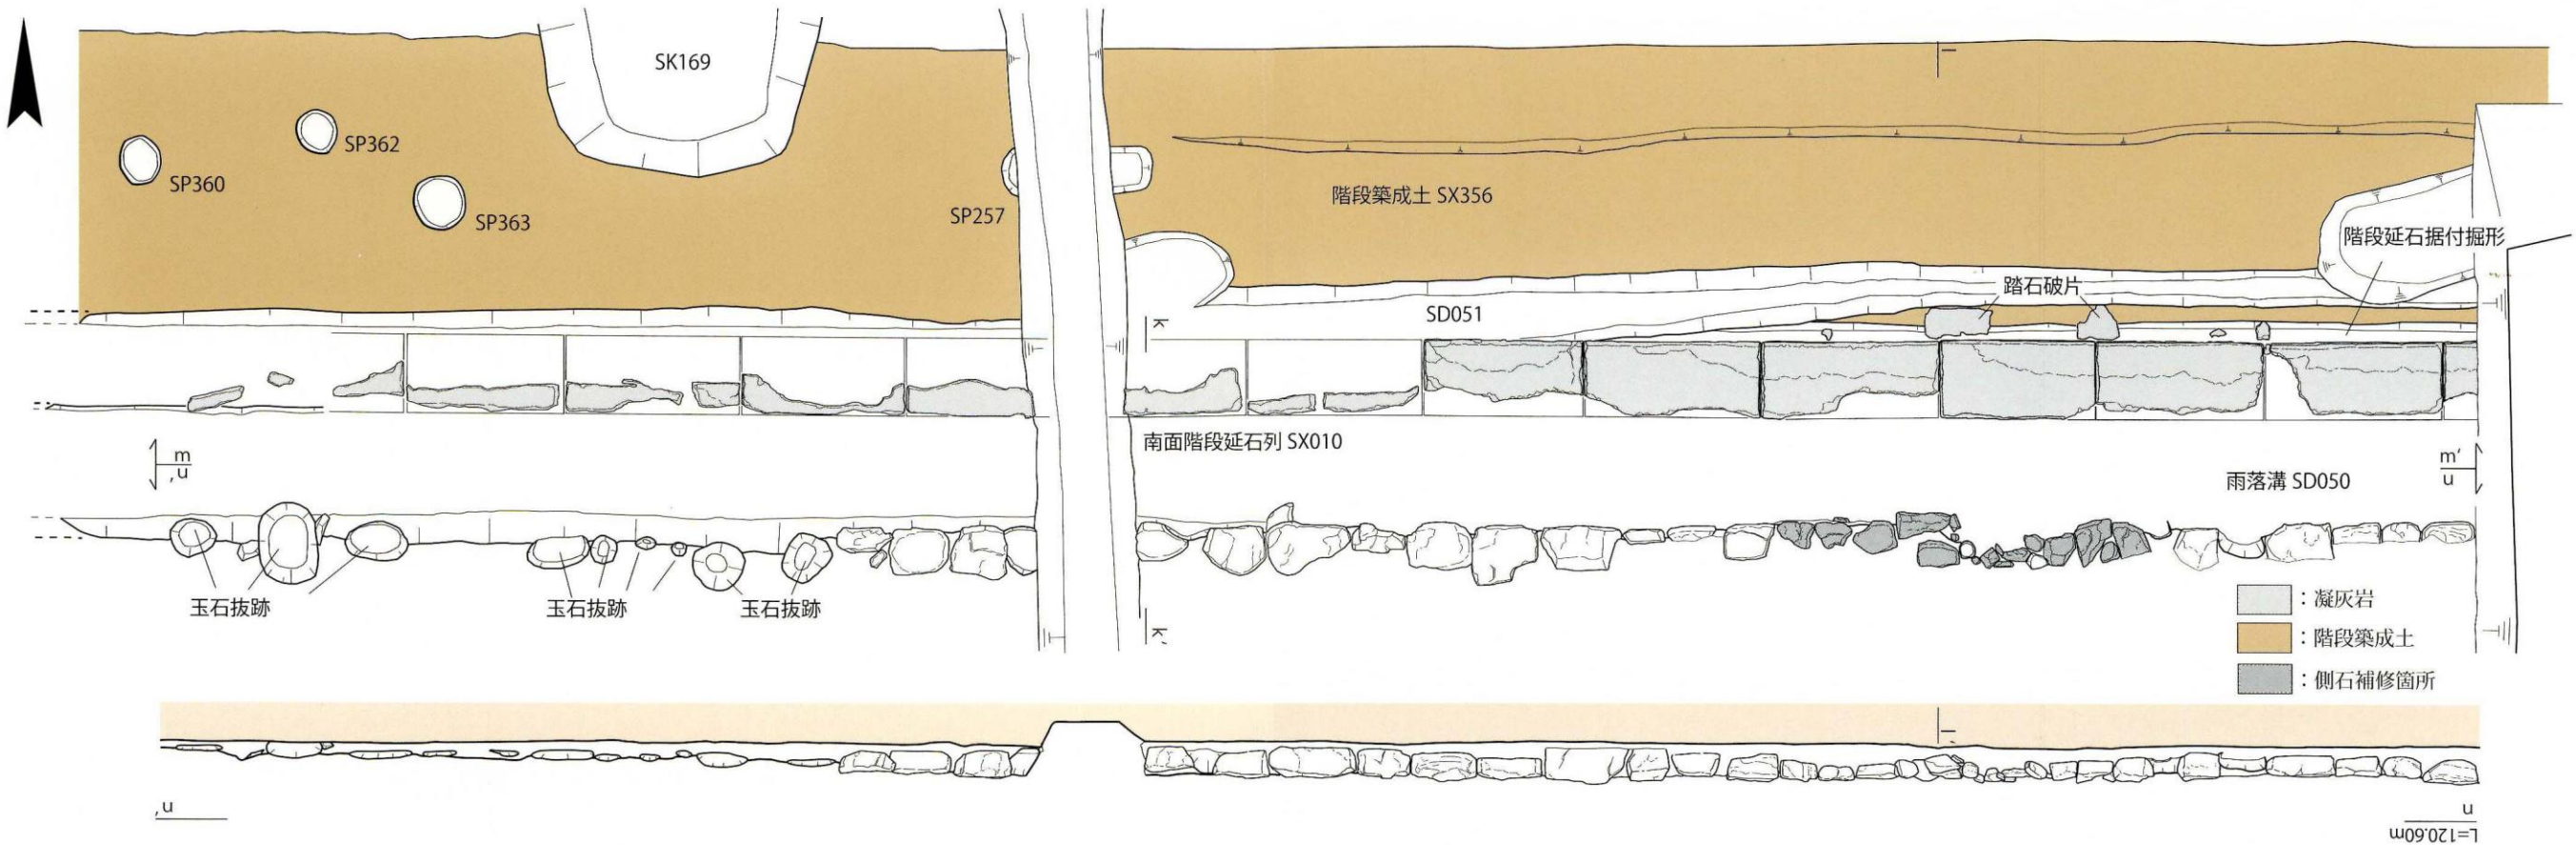 SK169
SP362
SP360
SP363
SP257
階段築成土 SX356
階段延石据付掘形
踏石破片
SD051
k
南面階段延石列 SX010
m
n'
m'
n
雨落溝 SD050
玉石抜跡
玉石抜跡
玉石抜跡
k'
：凝灰岩
：階段築成土
：側石補修箇所
l
l'
n'
n
L=120.60m